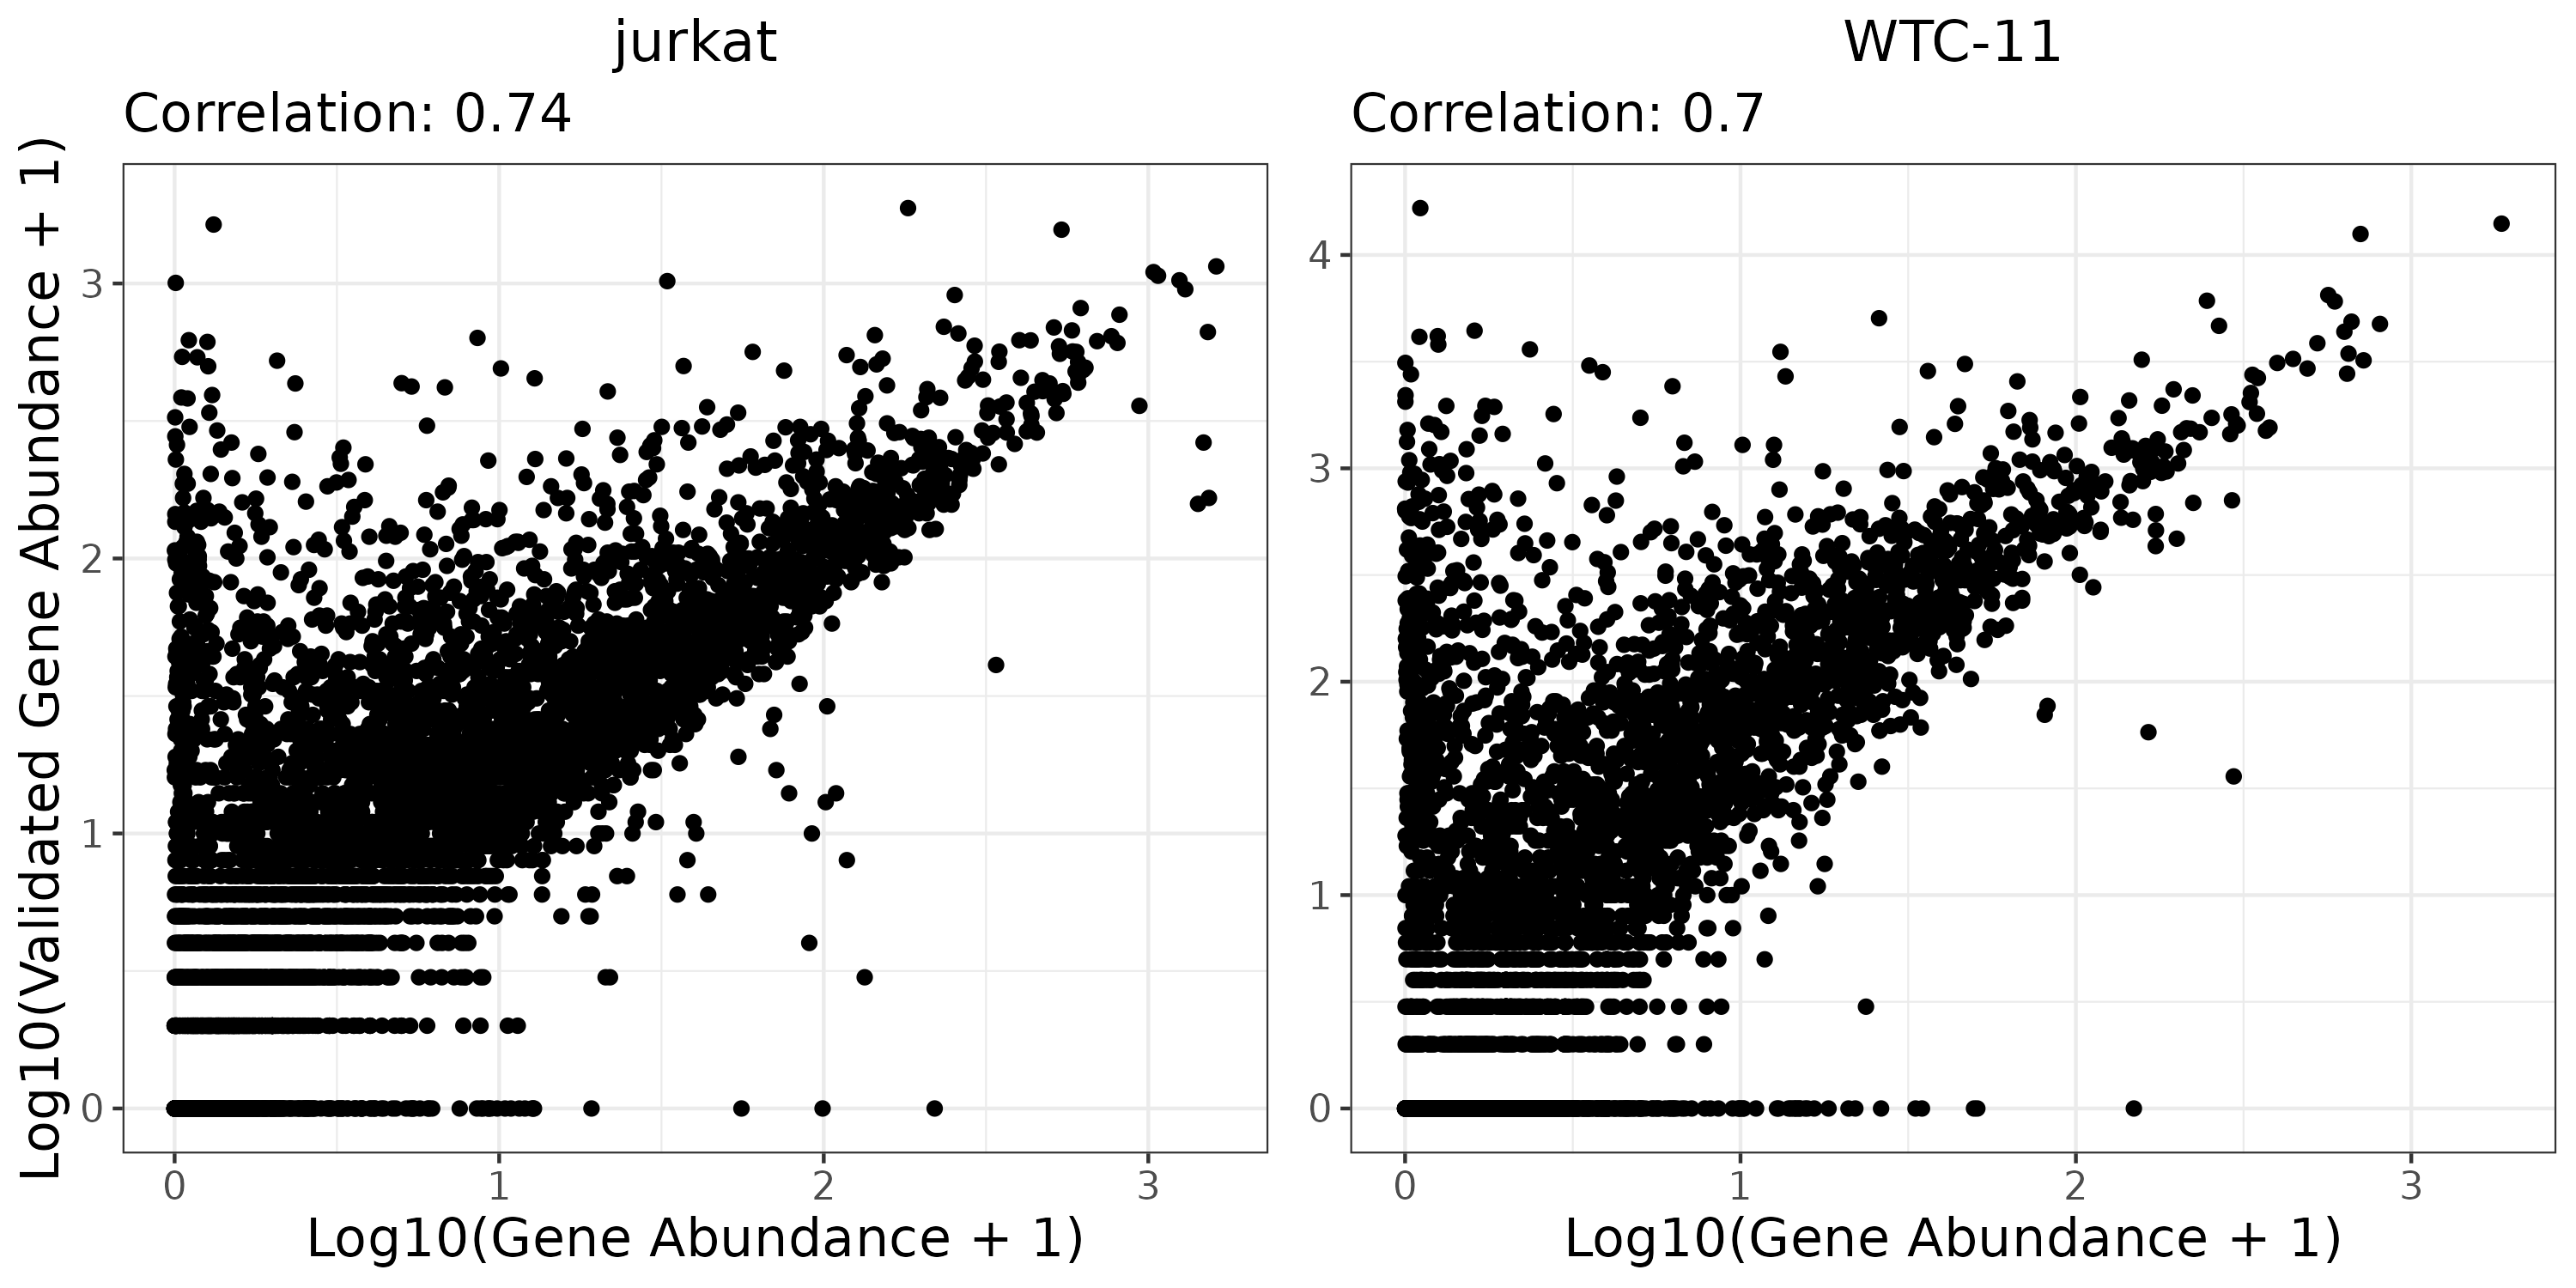 jurkat
Correlation: 0.74
Log10(Validated Gene Abundance + 1)
3
2
1
0
0 1 2 3
Log10(Gene Abundance + 1)
WTC-11
Correlation: 0.7
4
3
2
1
0
0 1 2 3
Log10(Gene Abundance + 1)